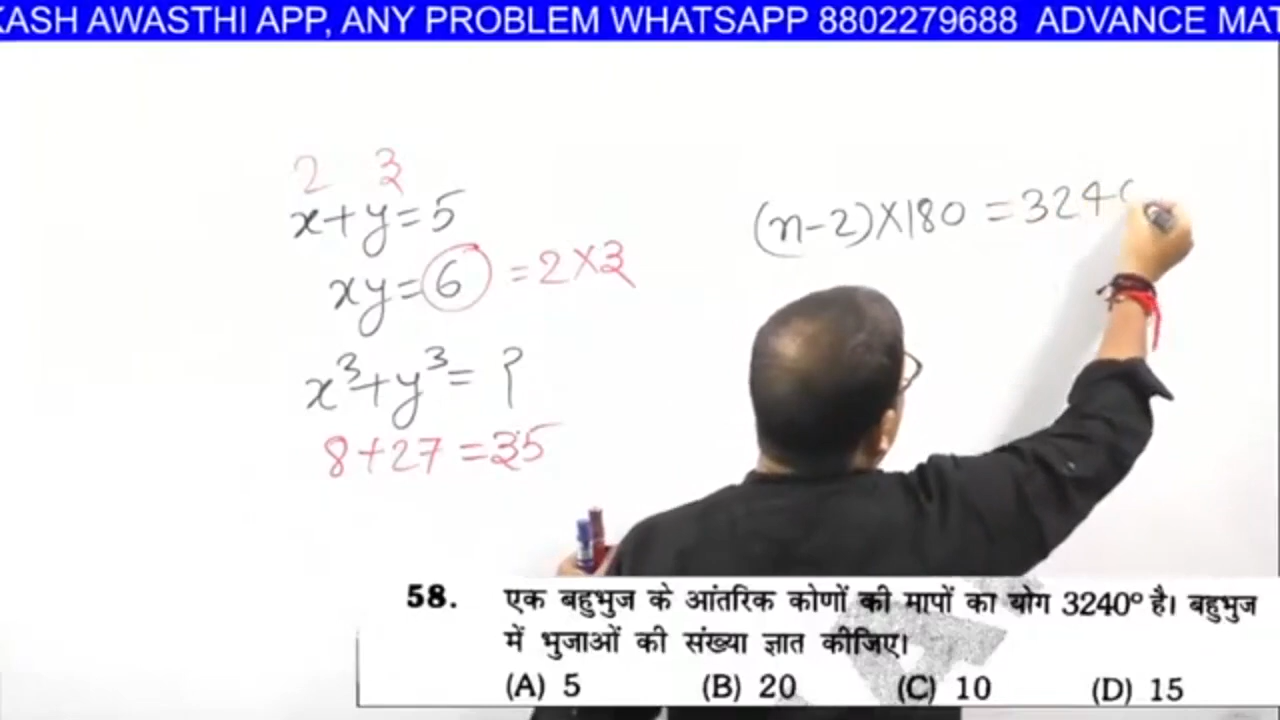 KASH AWASTHI APP, ANY PROBLEM WHATSAPP 8802279688 ADVANCE MAT
2 3
x+y=5
xy=6 =2×3
x³+y³= ?
8+27=35
(n-2)×180 =3240
58. एक बहुभुज के आंतरिक कोणों की मापों का योग 3240° है। बहुभुज
में भुजाओं की संख्या ज्ञात कीजिए।
(A) 5 (B) 20 (C) 10 (D) 15